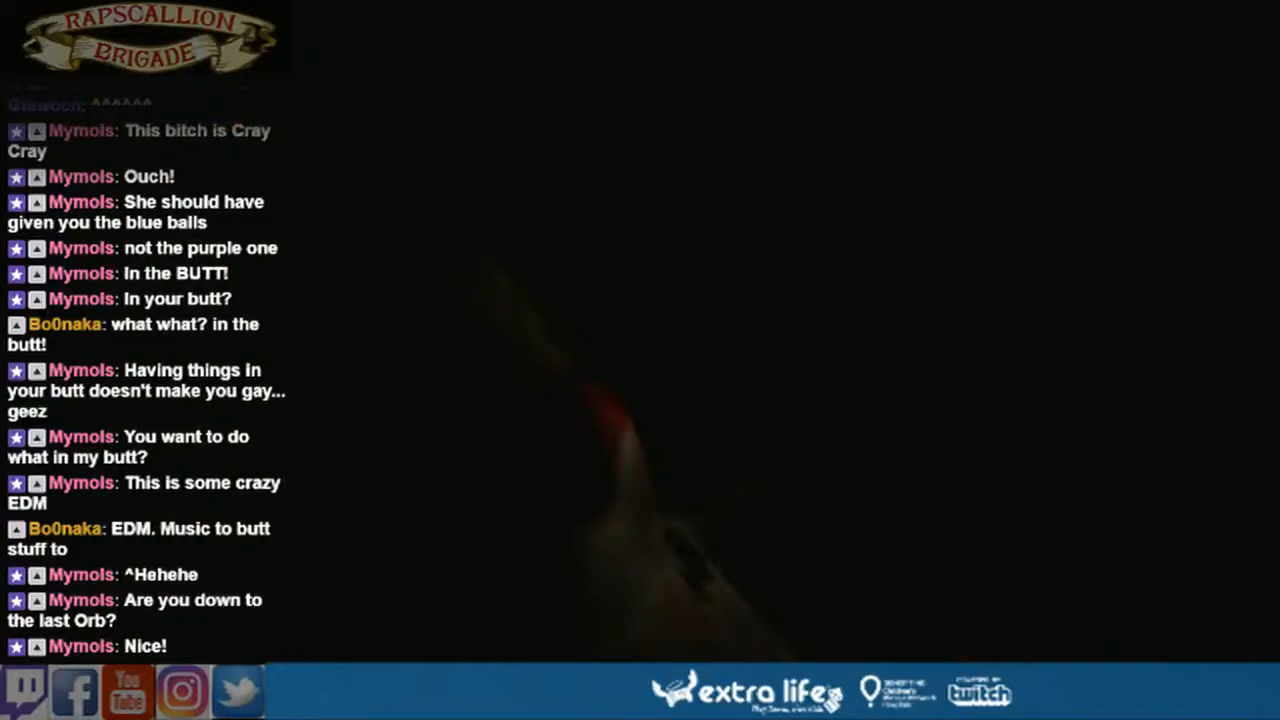 RAPSCALLION
BRIGADE
^^^^^^
Mymols: This bitch is Cray
Cray
Mymols: Ouch!
Mymols: She should have
given you the blue balls
Mymols: not the purple one
Mymols: In the BUTT!
Mymols: In your butt?
Bo0naka: what what? in the
butt!
Mymols: Having things in
your butt doesn't make you gay...
geez
Mymols: You want to do
what in my butt?
Mymols: This is some crazy
EDM
Bo0naka: EDM. Music to butt
stuff to
Mymols: ^Hehehe
Mymols: Are you down to
the last Orb?
Mymols: Nice!
You
Tube
extra life
twitch